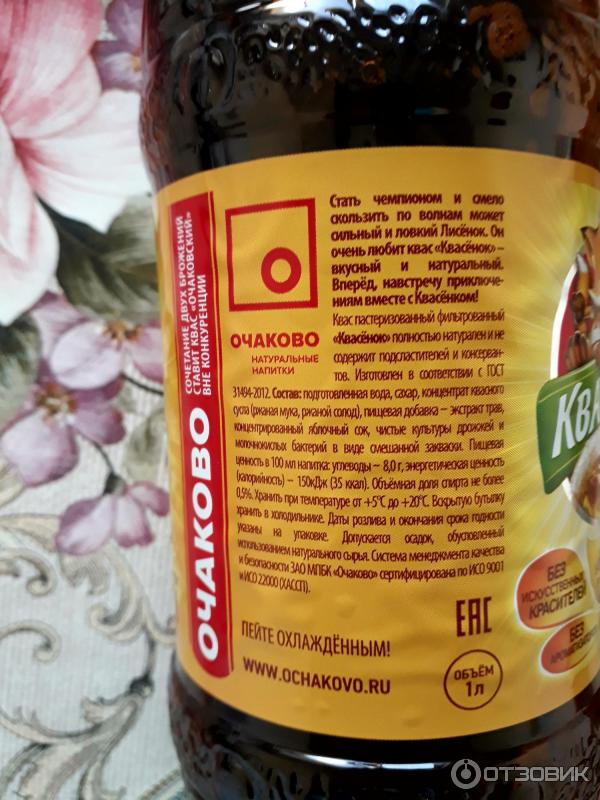 ОЧАКОВО
СОЧЕТАНИЕ ДВУХ БРОЖЕНИЙ
СТАВИТ КВАС «ОЧАКОВСКИЙ»
ВНЕ КОНКУРЕНЦИИ
О
ОЧАКОВО
НАТУРАЛЬНЫЕ
НАПИТКИ
Стать чемпионом и смело
скользить по волнам может
сильный и ловкий Лисёнок. Он
очень любит квас «Квасёнок» –
вкусный и натуральный.
Вперёд, навстречу приключе-
ниям вместе с Квасёнком!
Квас пастеризованный фильтрованный
«Квасёнок» полностью натурален и не
содержит подсластителей и консерван-
тов. Изготовлен в соответствии с ГОСТ
31494-2012. Состав: подготовленная вода, сахар, концентрат квасного
сусла (ржаная мука, ржаной солод), пищевая добавка – экстракт трав,
концентрированный яблочный сок, чистые культуры дрожжей и
молочнокислых бактерий в виде смешанной закваски. Пищевая
ценность в 100 мл напитка: углеводы – 8,0 г, энергетическая ценность
(калорийность) – 150кДж (35 ккал). Объёмная доля спирта не более
0,5%. Хранить при температуре от +5°С до +20°С. Вскрытую бутылку
хранить в холодильнике. Даты розлива и окончания срока годности
указаны на упаковке. Допускается осадок, обусловленный
использованием натурального сырья. Система менеджмента качества
и безопасности ЗАО МПБК «Очаково» сертифицирована по ИСО 9001
и ИСО 22000 (ХАССП).
ПЕЙТЕ ОХЛАЖДЁННЫМ!
WWW.OCHAKOVO.RU
EAC
ОБЪЁМ
1 л
КВА
БЕЗ
ИСКУССТВЕННЫХ
КРАСИТЕЛЕЙ
БЕЗ
ОТЗОВИК